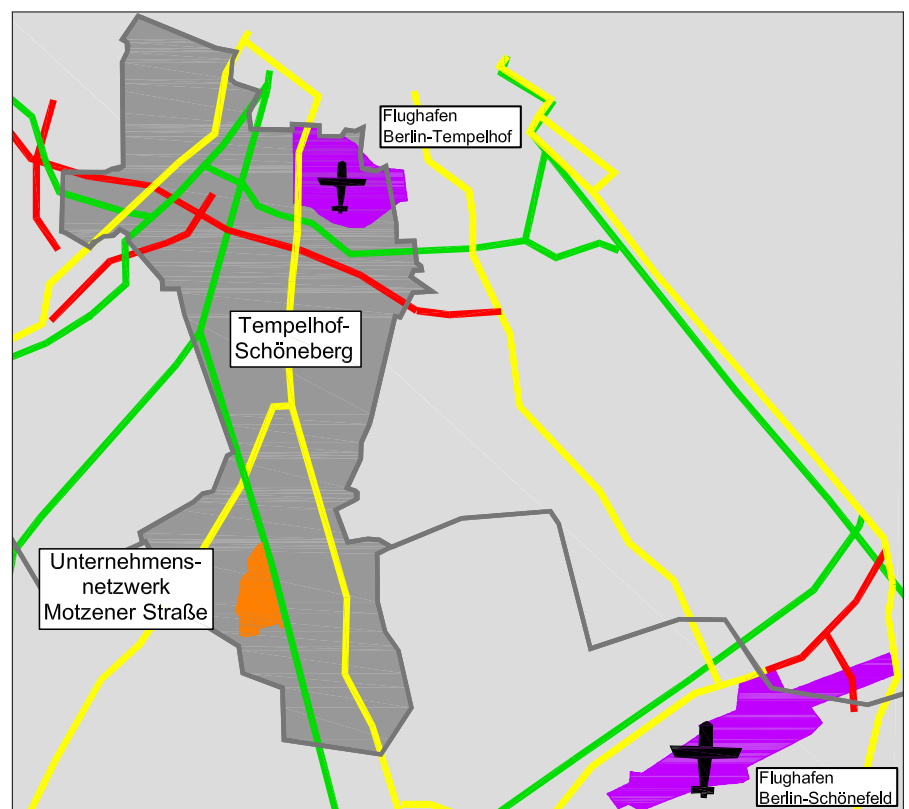 Flughafen
Berlin-Tempelhof
Tempelhof-
Schöneberg
Unternehmens-
netzwerk
Motzener Straße
Flughafen
Berlin-Schönefeld